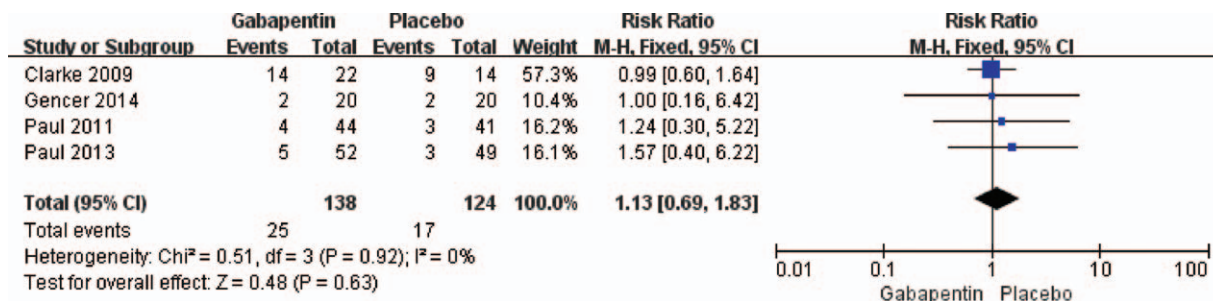 Gabapentin Placebo Risk Ratio Risk Ratio
Study or Subgroup Events Total Events Total Weight M-H, Fixed, 95% CI M-H, Fixed, 95% CI
Clarke 2009 14 22 9 14 57.3% 0.99 [0.60, 1.64]
Gencer 2014 2 20 2 20 10.4% 1.00 [0.16, 6.42]
Paul 2011 4 44 3 41 16.2% 1.24 [0.30, 5.22]
Paul 2013 5 52 3 49 16.1% 1.57 [0.40, 6.22]
Total (95% CI) 138 124 100.0% 1.13 [0.69, 1.83]
Total events 25 17
Heterogeneity: Chi² = 0.51, df = 3 (P = 0.92); I² = 0%
Test for overall effect: Z = 0.48 (P = 0.63)
0.01 0.1 1 10 100
Gabapentin Placebo